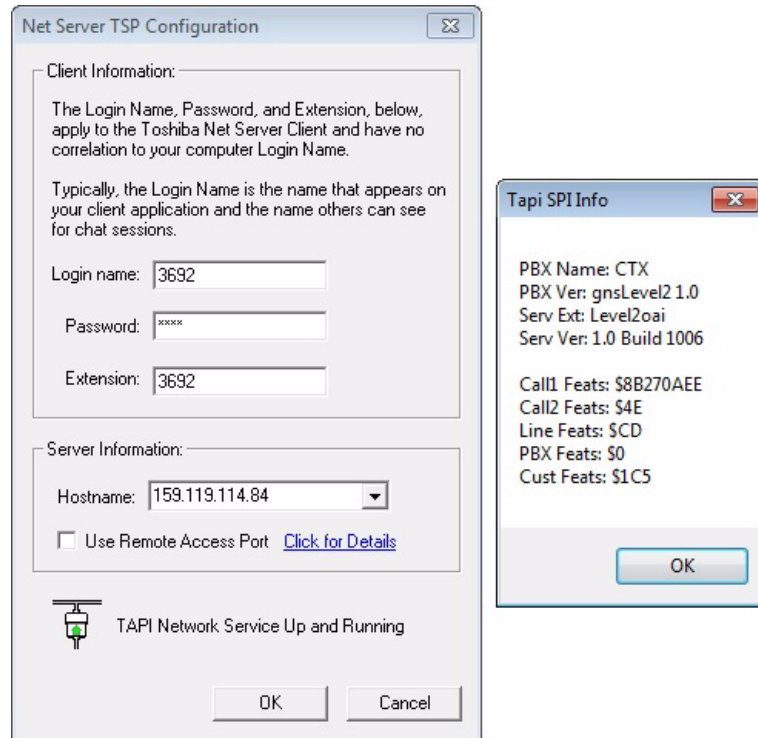 Net Server TSP Configuration
Client Information:
The Login Name, Password, and Extension, below,
apply to the Toshiba Net Server Client and have no
correlation to your computer Login Name.
Typically, the Login Name is the name that appears on
your client application and the name others can see
for chat sessions.
Login name: 3692
Password: ****
Extension: 3692
Server Information:
Hostname: 159.119.114.84
Use Remote Access Port Click for Details
TAPI Network Service Up and Running
OK Cancel
Tapi SPI Info
PBX Name: CTX
PBX Ver: gnsLevel2 1.0
Serv Ext: Level2oai
Serv Ver: 1.0 Build 1006
Call1 Feats: $8B270AEE
Call2 Feats: $4E
Line Feats: $CD
PBX Feats: $0
Cust Feats: $1C5
OK